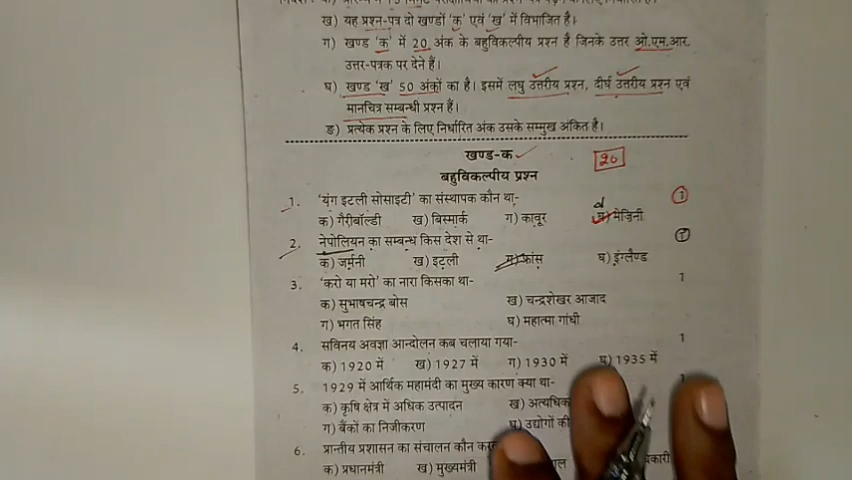 ख) यह प्रश्न-पत्र दो खण्डों 'क' एवं 'ख' में विभाजित है।
ग) खण्ड 'क' में 20 अंक के बहुविकल्पीय प्रश्न है जिनके उत्तर ओ.एम.आर.
उत्तर-पत्रक पर देने हैं।
घ) खण्ड 'ख' 50 अंकों का है। इसमें लघु उत्तरीय प्रश्न, दीर्घ उत्तरीय प्रश्न एवं
मानचित्र सम्बन्धी प्रश्न हैं।
ङ) प्रत्येक प्रश्न के लिए निर्धारित अंक उसके सम्मुख अंकित है।
खण्ड-क 20
बहुविकल्पीय प्रश्न
1. 'यंग इटली सोसाइटी' का संस्थापक कौन था- 1
क) गैरीबॉल्डी ख) बिस्मार्क ग) कावूर घ) मेज़िनी
2. नेपोलियन का सम्बन्ध किस देश से था- 1
क) जर्मनी ख) इटली ग) फ्रांस घ) इंग्लैण्ड
3. 'करो या मरो' का नारा किसका था- 1
क) सुभाषचन्द्र बोस ख) चन्द्रशेखर आजाद
ग) भगत सिंह घ) महात्मा गांधी
4. सविनय अवज्ञा आन्दोलन कब चलाया गया- 1
क) 1920 में ख) 1927 में ग) 1930 में घ) 1935 में
5. 1929 में आर्थिक महामंदी का मुख्य कारण क्या था- 1
क) कृषि क्षेत्र में अधिक उत्पादन ख) अत्यधिक
ग) बैंकों का निजीकरण घ) उद्योगों की
6. प्रान्तीय प्रशासन का संचालन कौन
क) प्रधानमंत्री ख) मुख्यमंत्री